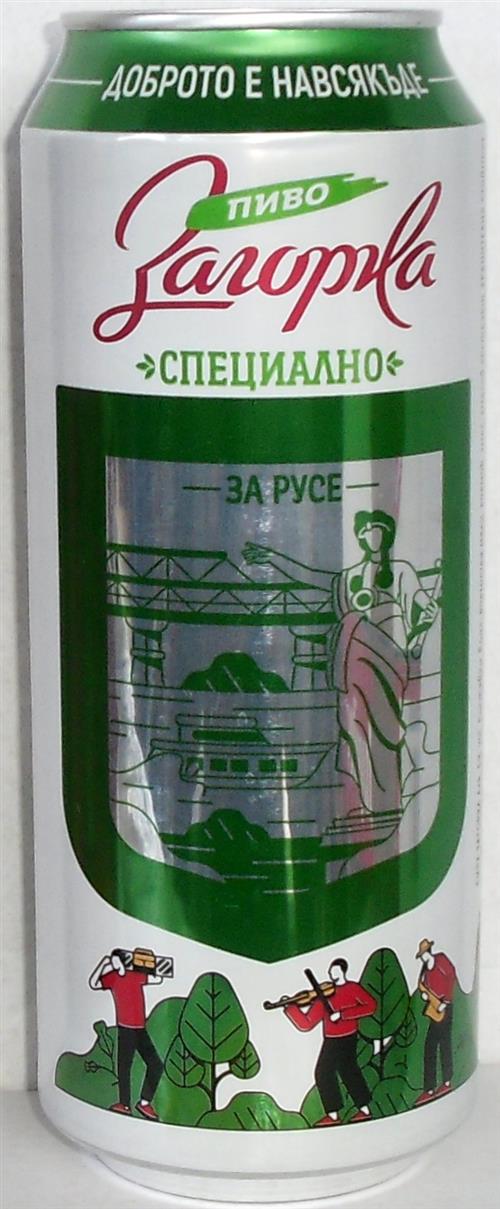 ДОБРОТО Е НАВСЯКЪДЕ
ПИВО
Загорка
СПЕЦИАЛНО
ЗА РУСЕ